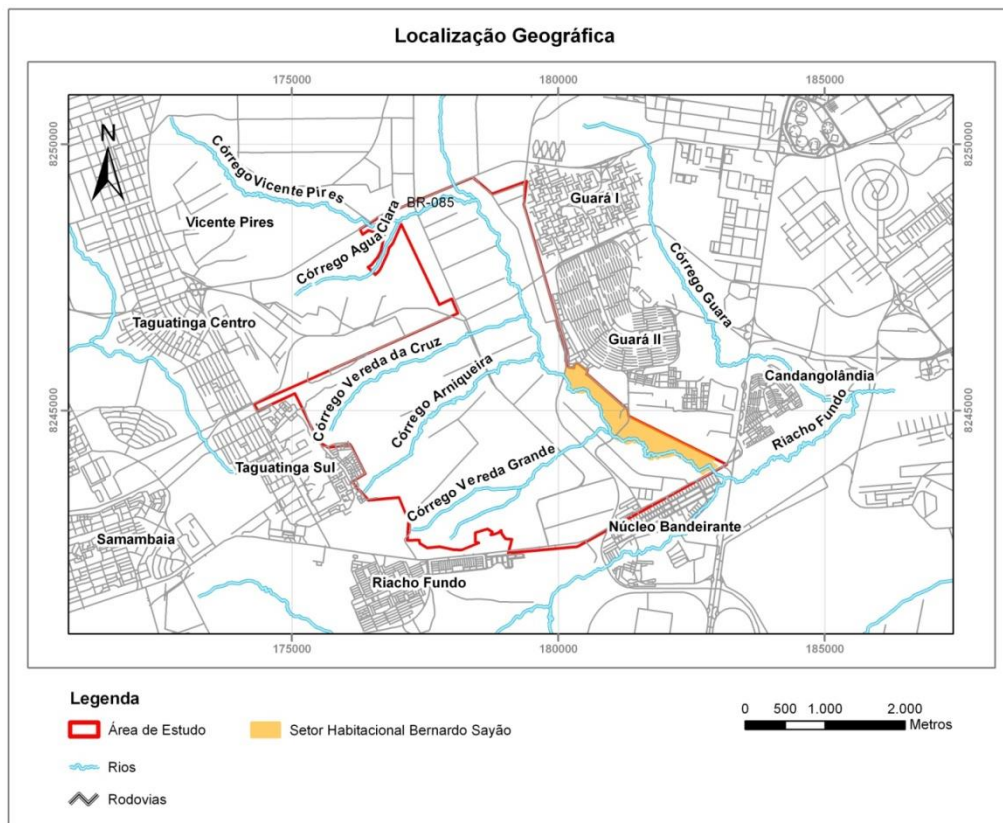 Localização Geográfica
175000
180000
185000
8250000
8250000
N
Córrego Vicente Pires
BR-085
Guará I
Vicente Pires
Córrego Agua Clara
Córrego Guara
Taguatinga Centro
Guará II
Córrego Vereda da Cruz
Córrego Arniqueira
Candangolândia
8245000
8245000
Riacho Fundo
Taguatinga Sul
Córrego Vereda Grande
Samambaia
Núcleo Bandeirante
Riacho Fundo
175000
180000
185000
Legenda
Área de Estudo
Setor Habitacional Bernardo Sayão
Rios
Rodovias
0 500 1.000 2.000
Metros